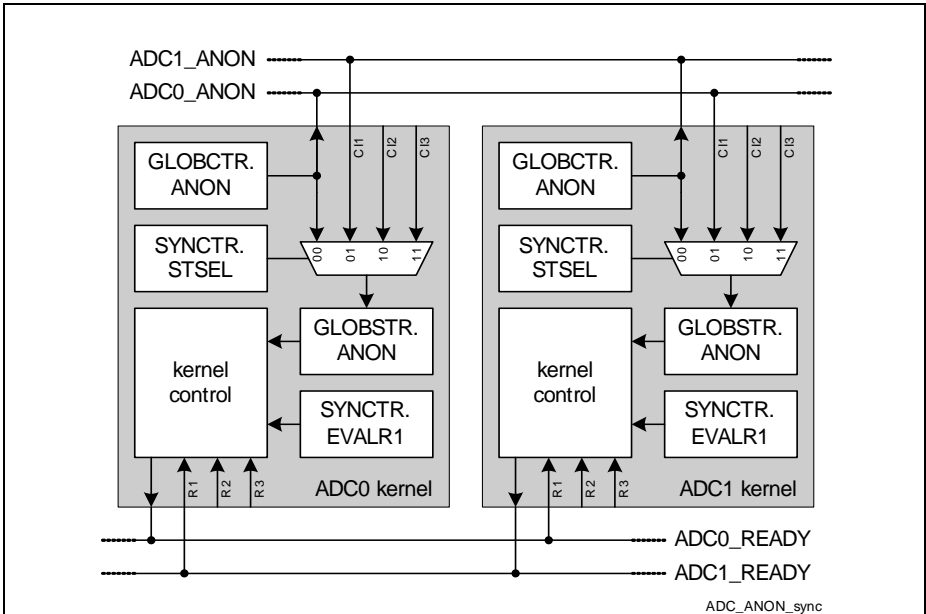 ADC1_ANON
ADC0_ANON
CI1
CI2
CI3
GLOBCTR.
ANON
SYNCTR.
STSEL
00
01
10
11
GLOBSTR.
ANON
kernel
control
SYNCTR.
EVALR1
R1
R2
R3
ADC0 kernel
CI1
CI2
CI3
GLOBCTR.
ANON
SYNCTR.
STSEL
00
01
10
11
GLOBSTR.
ANON
kernel
control
SYNCTR.
EVALR1
R1
R2
R3
ADC1 kernel
ADC0_READY
ADC1_READY
ADC_ANON_sync